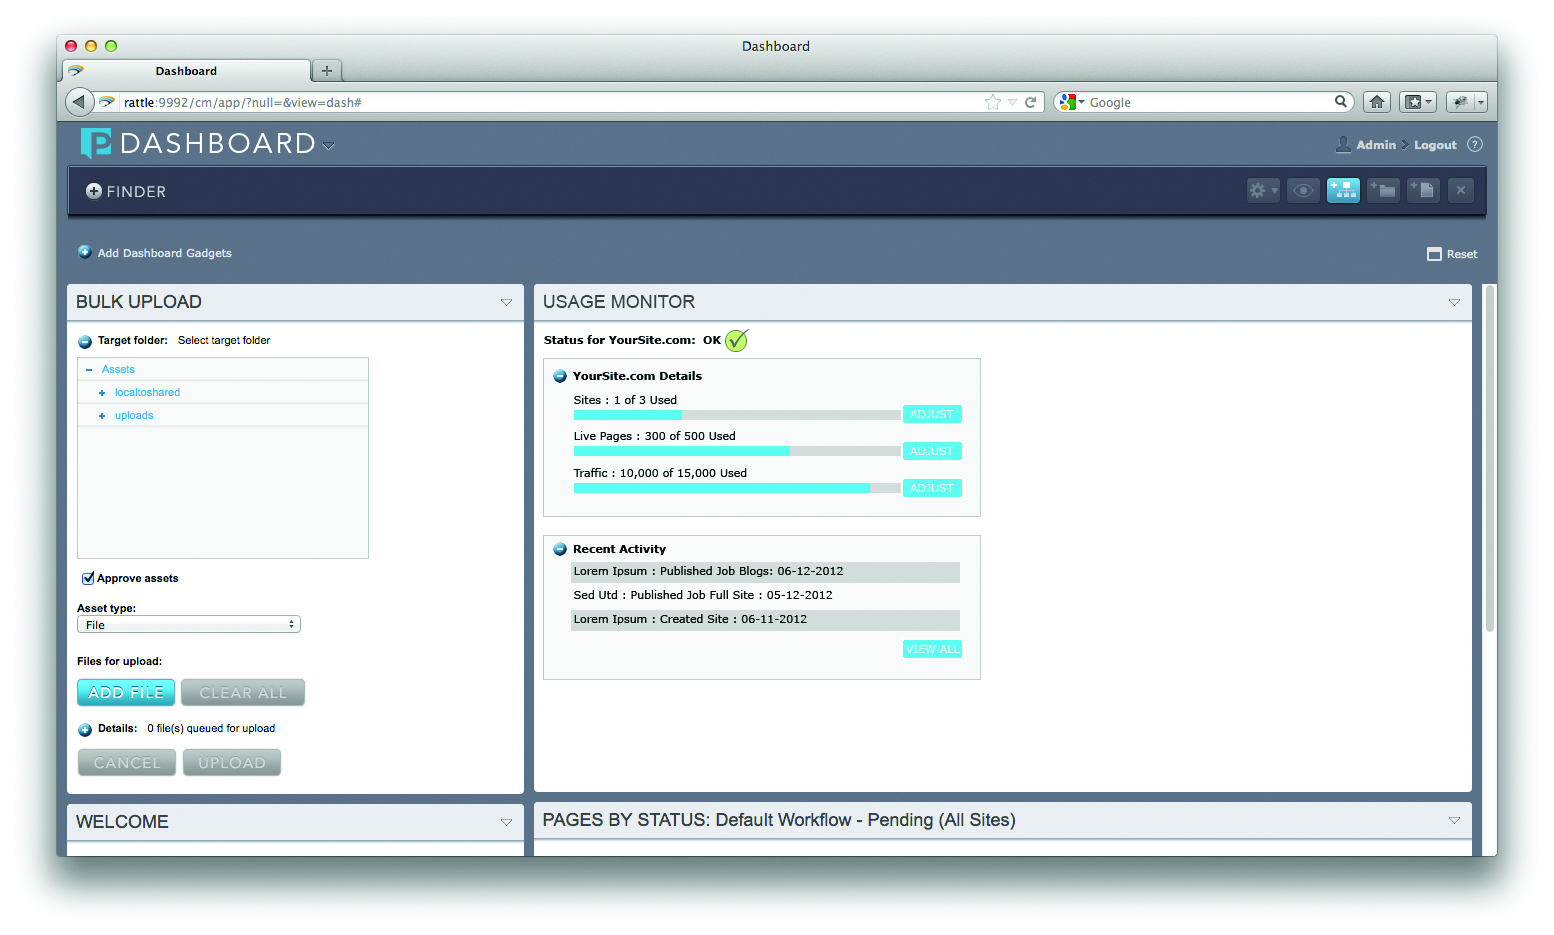 Dashboard
Dashboard
rattle:9992/cm/app/?null=&view=dash#
Google
DASHBOARD
Admin
Logout
FINDER
Add Dashboard Gadgets
Reset
BULK UPLOAD
Target folder: Select target folder
Assets
localtoshared
uploads
Approve assets
Asset type:
File
Files for upload:
ADD FILE
CLEAR ALL
Details: 0 file(s) queued for upload
CANCEL
UPLOAD
USAGE MONITOR
Status for YourSite.com: OK
YourSite.com Details
Sites : 1 of 3 Used
ADJUST
Live Pages : 300 of 500 Used
ADJUST
Traffic : 10,000 of 15,000 Used
ADJUST
Recent Activity
Lorem Ipsum : Published Job Blogs: 06-12-2012
Sed Utd : Published Job Full Site : 05-12-2012
Lorem Ipsum : Created Site : 06-11-2012
VIEW ALL
WELCOME
PAGES BY STATUS: Default Workflow - Pending (All Sites)